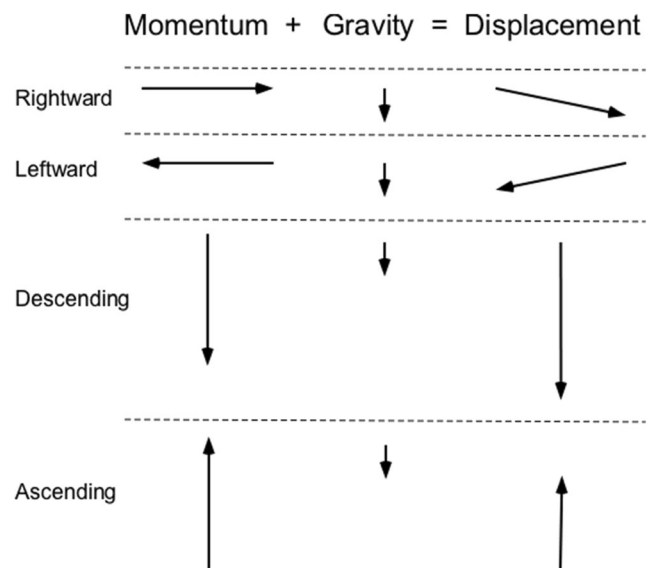 Momentum + Gravity = Displacement
Rightward
Leftward
Descending
Ascending